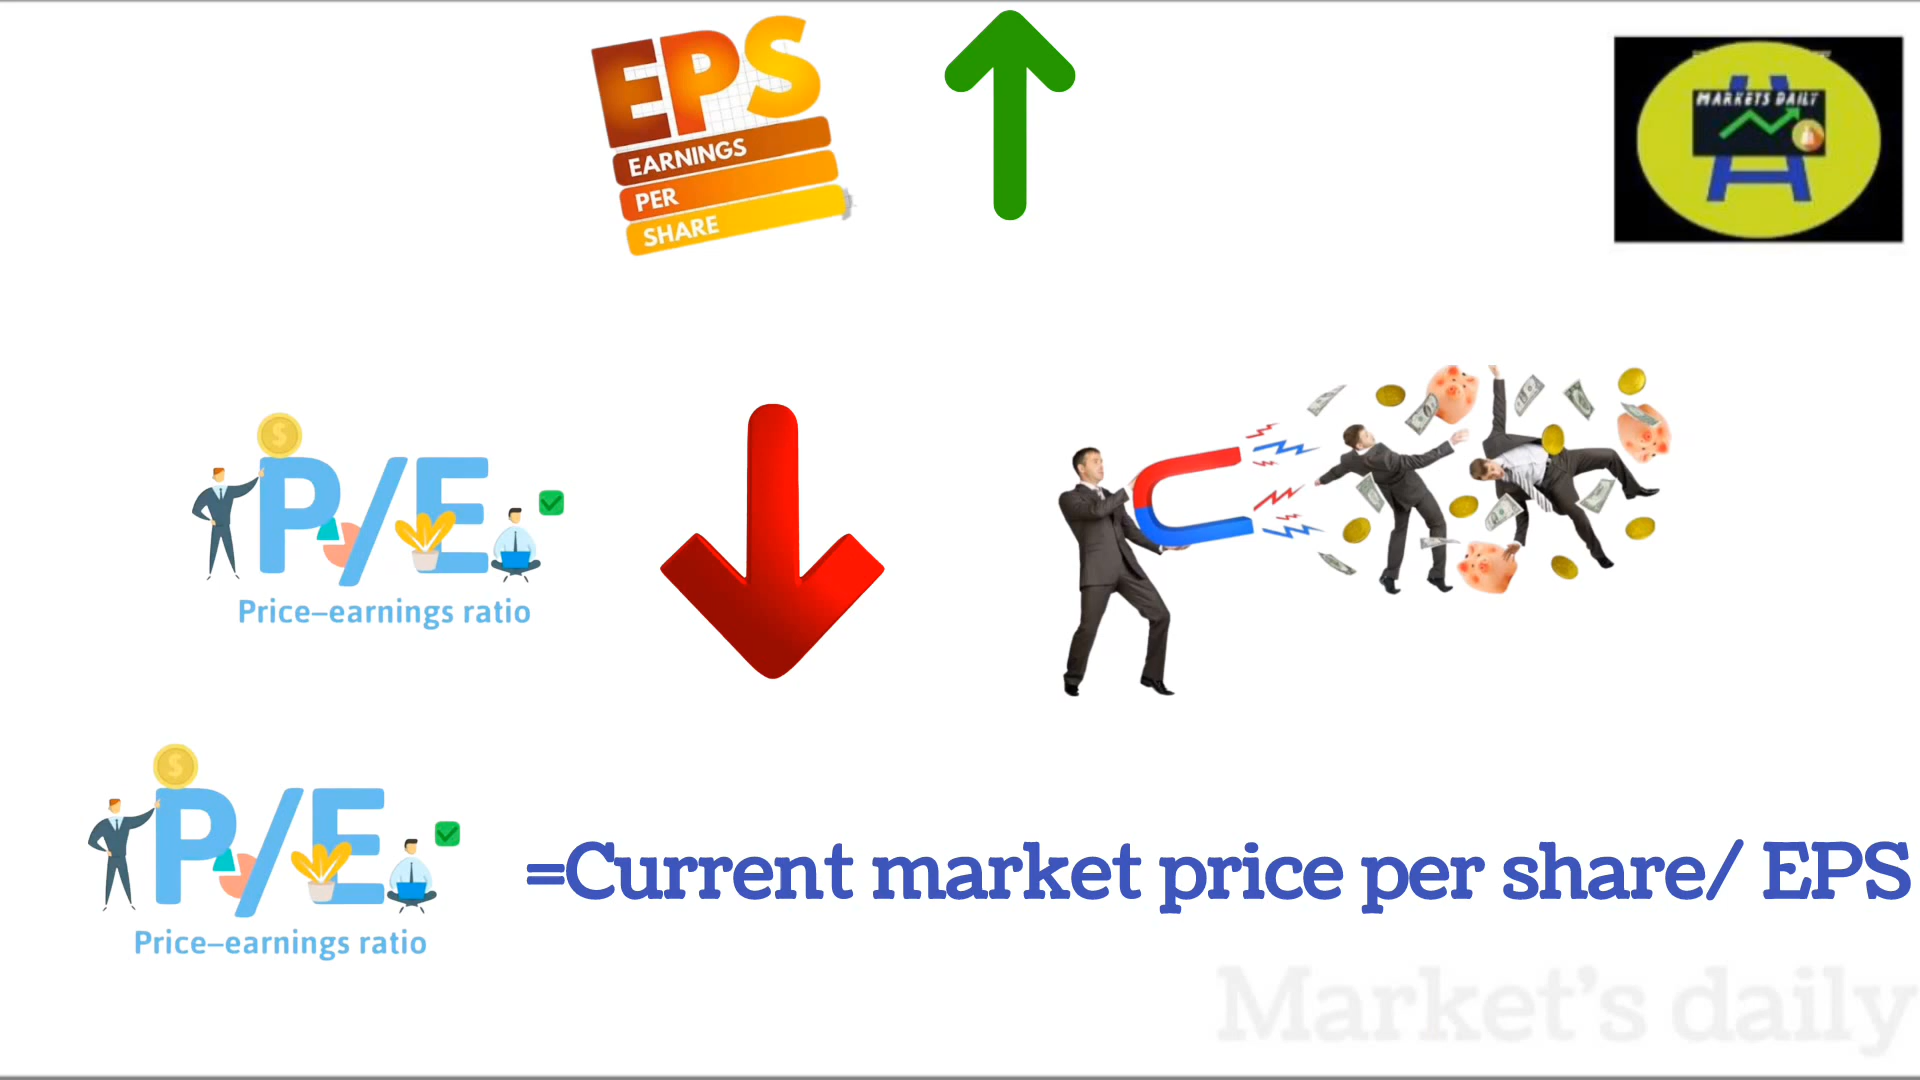 EPS
EARNINGS
PER
SHARE
MARKETS DAILY
P/E
Price–earnings ratio
P/E
Price–earnings ratio
=Current market price per share/ EPS
Market's daily